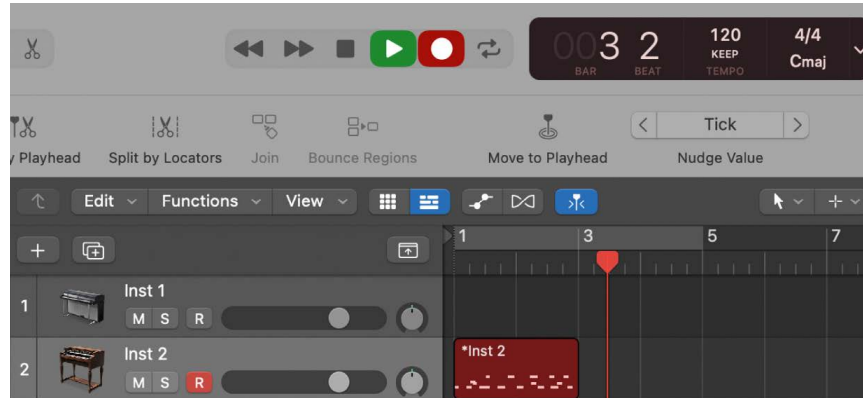 003 2 120 4/4
KEEP Cmaj
BAR BEAT TEMPO
y Playhead Split by Locators Join Bounce Regions Move to Playhead < Tick > Nudge Value
Edit Functions View
1 3 5 7
1 Inst 1
M S R
2 Inst 2 *Inst 2
M S R